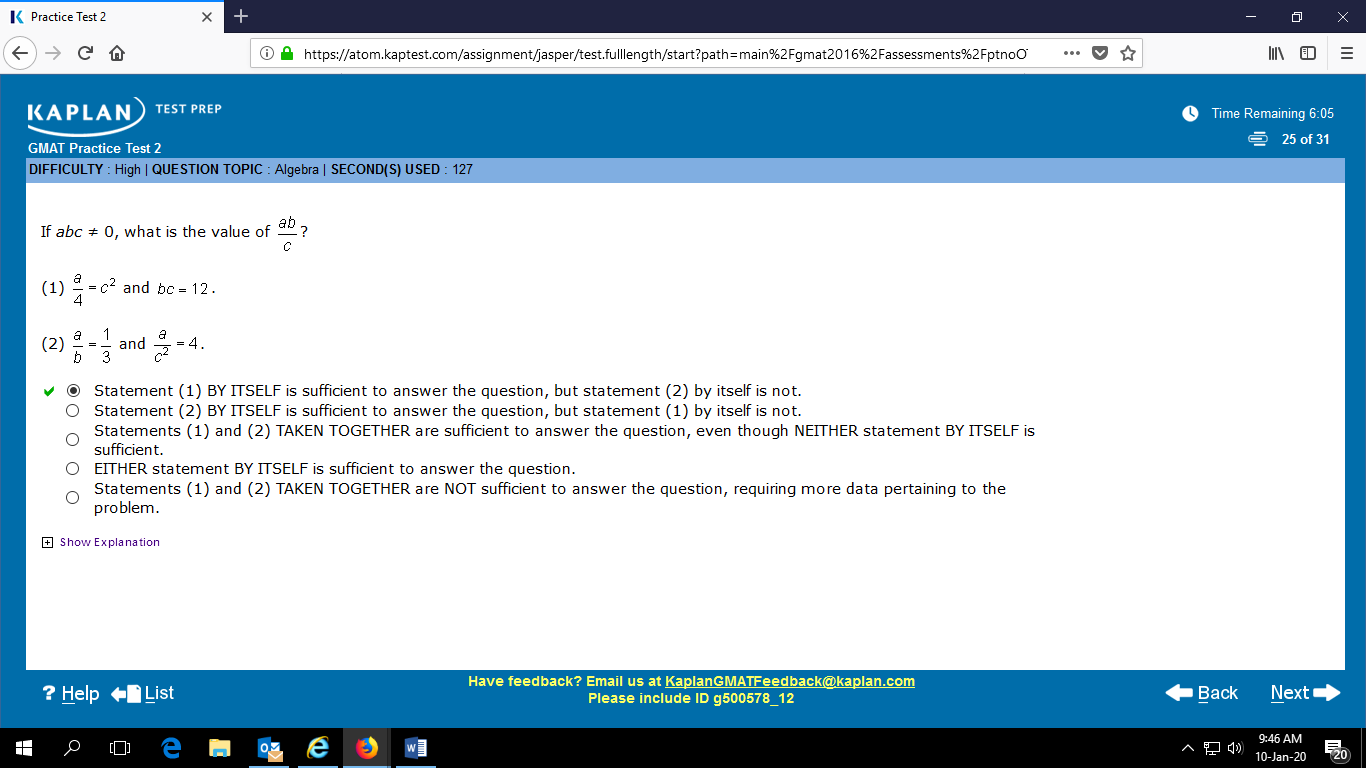 Practice Test 2
https://atom.kaptest.com/assignment/jasper/test.fulllength/start?path=main%2Fgmat2016%2Fassessments%2FptnoO
KAPLAN TEST PREP
Time Remaining 6:05
GMAT Practice Test 2
25 of 31
DIFFICULTY : High | QUESTION TOPIC : Algebra | SECOND(S) USED : 127
If abc ≠ 0, what is the value of ab/c ?
(1) a/4 = c² and bc = 12.
(2) a/b = 1/3 and a/c² = 4.
Statement (1) BY ITSELF is sufficient to answer the question, but statement (2) by itself is not.
Statement (2) BY ITSELF is sufficient to answer the question, but statement (1) by itself is not.
Statements (1) and (2) TAKEN TOGETHER are sufficient to answer the question, even though NEITHER statement BY ITSELF is
sufficient.
EITHER statement BY ITSELF is sufficient to answer the question.
Statements (1) and (2) TAKEN TOGETHER are NOT sufficient to answer the question, requiring more data pertaining to the
problem.
Show Explanation
? Help List
Have feedback? Email us at KaplanGMATFeedback@kaplan.com
Please include ID g500578_12
Back Next
9:46 AM
10-Jan-20
20